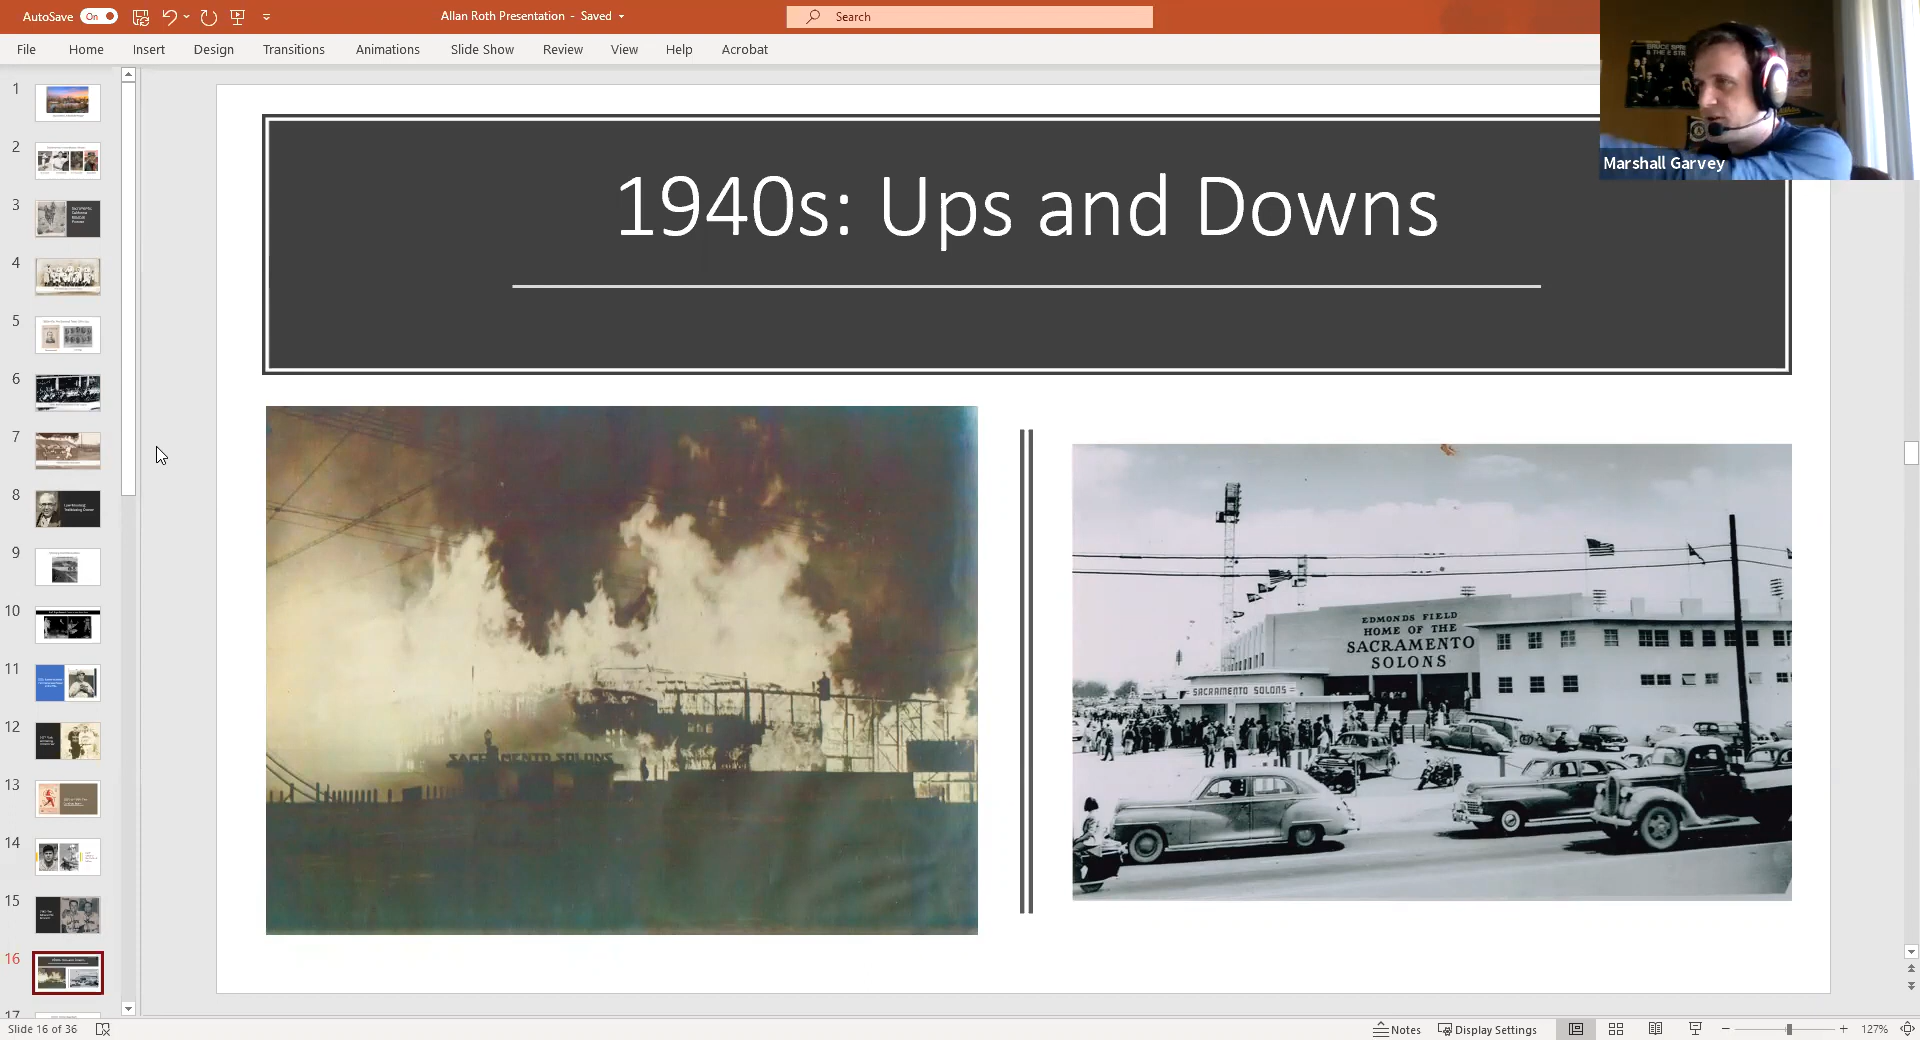 AutoSave On Allan Roth Presentation - Saved Search
File Home Insert Design Transitions Animations Slide Show Review View Help Acrobat
Marshall Garvey
1940s: Ups and Downs
SACRAMENTO SOLONS
EDMONDS FIELD
HOME OF THE
SACRAMENTO
SOLONS
SACRAMENTO SOLONS
1
2
3
4
5
6
7
8
9
10
11
12
13
14
15
16
17
Slide 16 of 36 Notes Display Settings 127%